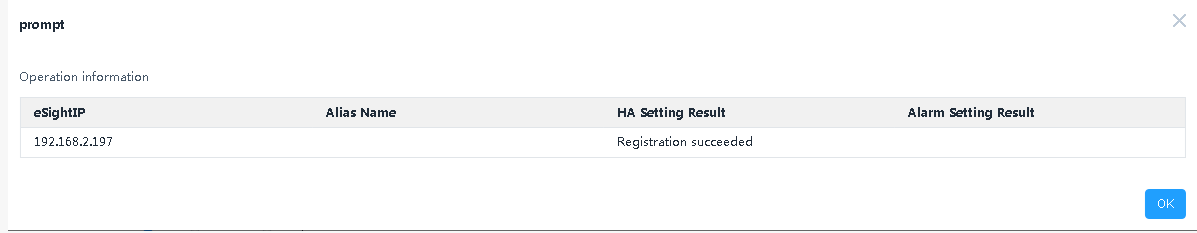 prompt
Operation information
eSightIP Alias Name HA Setting Result Alarm Setting Result
192.168.2.197 Registration succeeded
OK